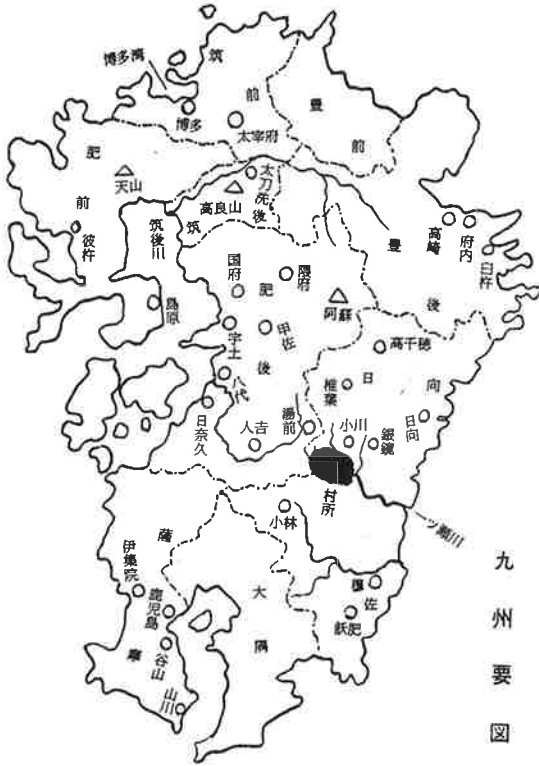 九州要図
博多湾
筑前
博多
太宰府
豊前
肥前
天山
彼杵
太刀洗
高良山
筑後
筑後川
島原
豊後
高崎
府内
臼杵
国府
隈府
肥後
阿蘇
宇土
甲佐
八代
日奈久
人吉
湯前
高千穂
椎葉
日向
小川
銀鏡
日向
村所
一ツ瀬川
小林
薩摩
伊集院
鹿児島
谷山
山川
大隅
穆佐
飫肥